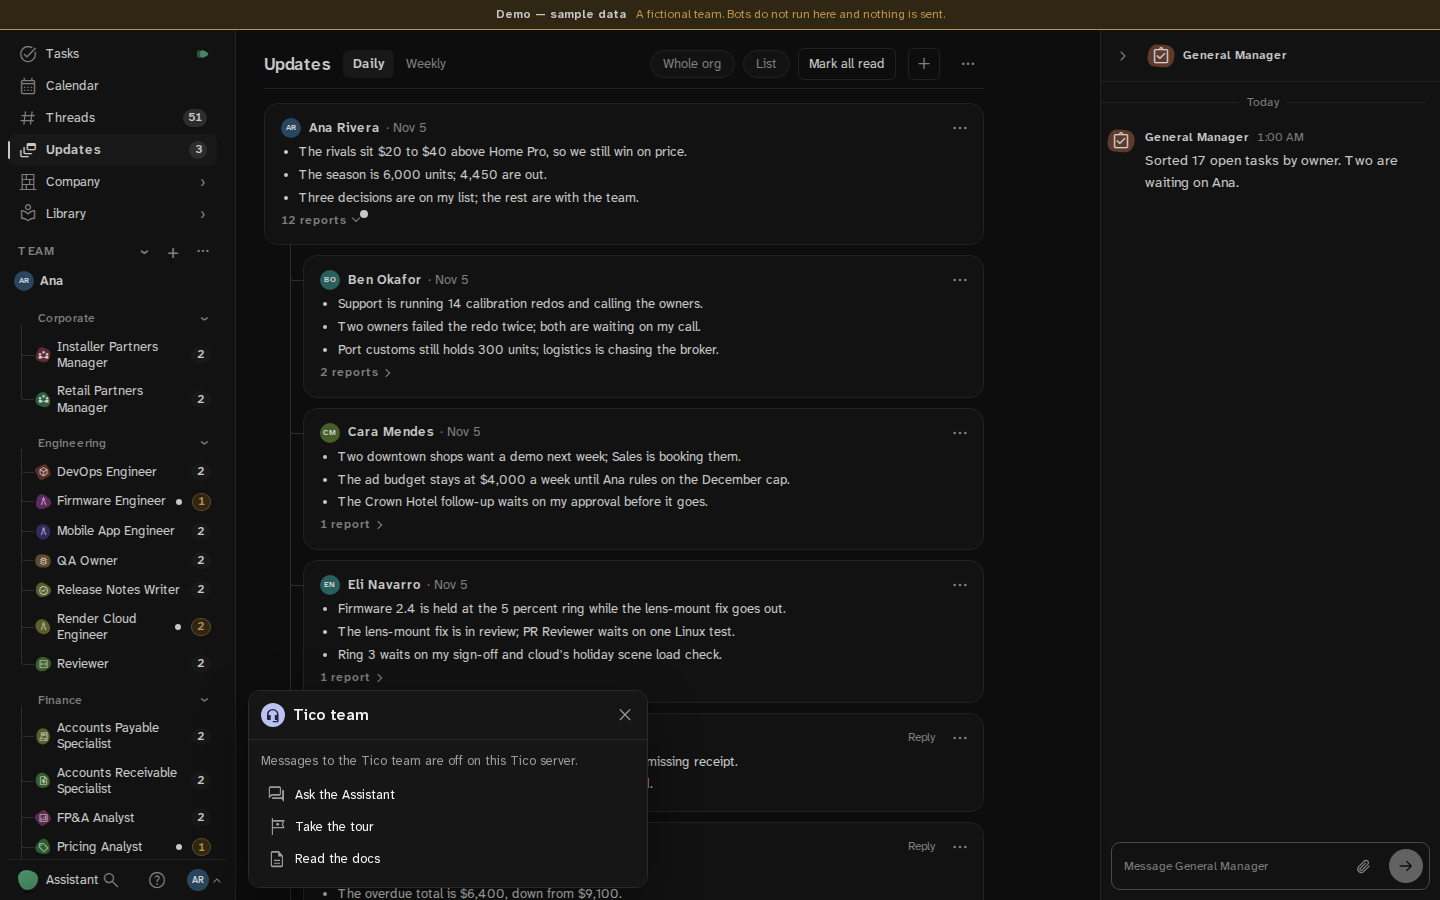 Demo — sample data A fictional team. Bots do not run here and nothing is sent.
Tasks
Calendar
Threads 51
Updates 3
Company
Library
TEAM
AR Ana
Corporate
Installer Partners
Manager 2
Retail Partners
Manager 2
Engineering
DevOps Engineer 2
Firmware Engineer 1
Mobile App Engineer 2
QA Owner 2
Release Notes Writer 2
Render Cloud
Engineer 2
Reviewer 2
Finance
Accounts Payable
Specialist 2
Accounts Receivable
Specialist 2
FP&A Analyst 2
Pricing Analyst 1
Assistant AR
Updates Daily Weekly Whole org List Mark all read
AR Ana Rivera · Nov 5
• The rivals sit $20 to $40 above Home Pro, so we still win on price.
• The season is 6,000 units; 4,450 are out.
• Three decisions are on my list; the rest are with the team.
12 reports
BO Ben Okafor · Nov 5
• Support is running 14 calibration redos and calling the owners.
• Two owners failed the redo twice; both are waiting on my call.
• Port customs still holds 300 units; logistics is chasing the broker.
2 reports
CM Cara Mendes · Nov 5
• Two downtown shops want a demo next week; Sales is booking them.
• The ad budget stays at $4,000 a week until Ana rules on the December cap.
• The Crown Hotel follow-up waits on my approval before it goes.
1 report
EN Eli Navarro · Nov 5
• Firmware 2.4 is held at the 5 percent ring while the lens-mount fix goes out.
• The lens-mount fix is in review; PR Reviewer waits on one Linux test.
• Ring 3 waits on my sign-off and cloud's holiday scene load check.
1 report
Reply
missing receipt.
Reply
• The overdue total is $6,400, down from $9,100.
Tico team
Messages to the Tico team are off on this Tico server.
Ask the Assistant
Take the tour
Read the docs
General Manager
Today
General Manager 1:00 AM
Sorted 17 open tasks by owner. Two are
waiting on Ana.
Message General Manager